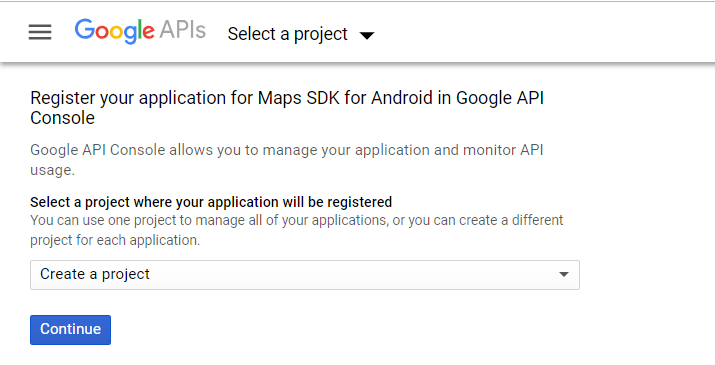 Google APIs Select a project
Register your application for Maps SDK for Android in Google API
Console
Google API Console allows you to manage your application and monitor API
usage.
Select a project where your application will be registered
You can use one project to manage all of your applications, or you can create a different
project for each application.
Create a project
Continue